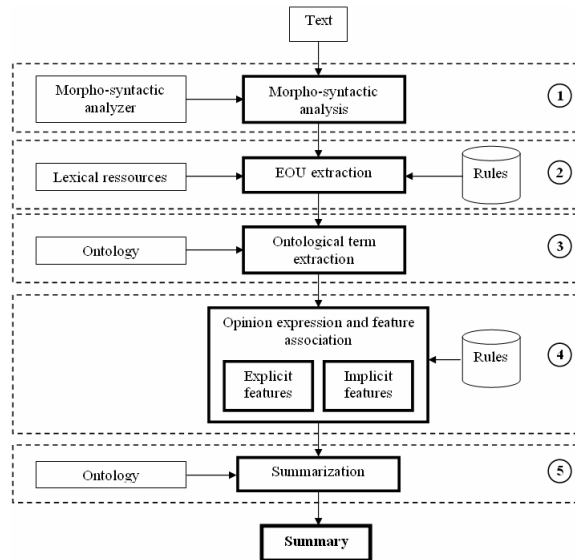 Text
Morpho-syntactic
analyzer
Morpho-syntactic
analysis
1
Lexical ressources
EOU extraction
Rules
2
Ontology
Ontological term
extraction
3
Opinion expression and feature
association
Explicit
features
Implicit
features
Rules
4
Ontology
Summarization
5
Summary